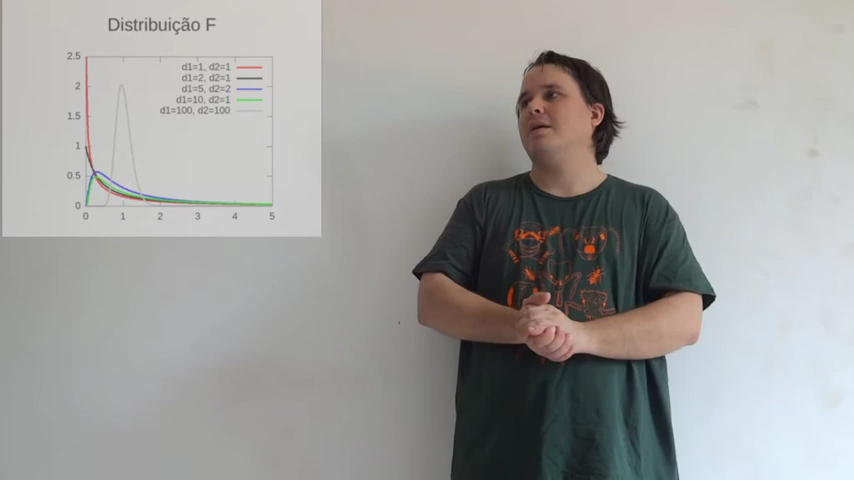 Distribuição F
2.5
2
1.5
1
0.5
0
0
1
2
3
4
5
d1=1, d2=1
d1=2, d2=1
d1=5, d2=2
d1=10, d2=1
d1=100, d2=100